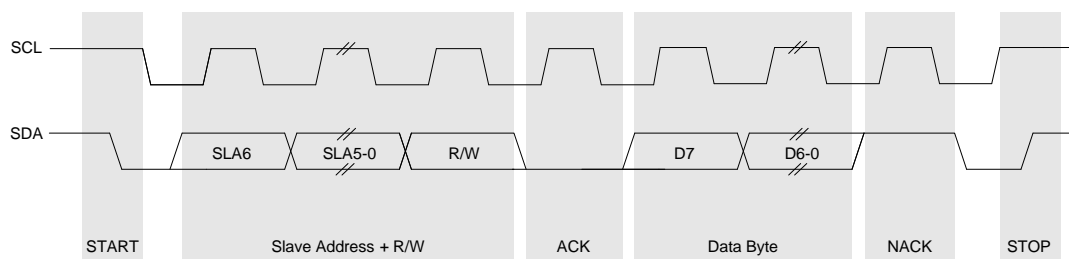 SCL
SDA
SLA6 SLA5-0 R/W D7 D6-0
START Slave Address + R/W ACK Data Byte NACK STOP